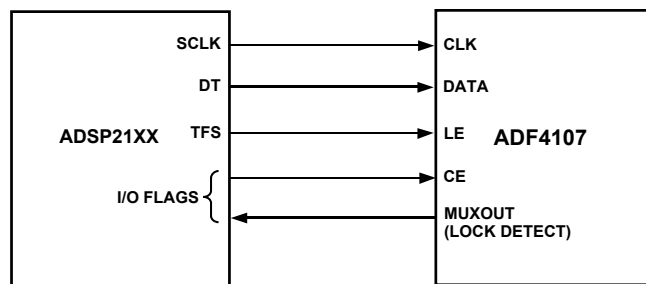 SCLK
CLK
DT
DATA
ADSP21XX
TFS
LE
ADF4107
CE
I/O FLAGS
MUXOUT
(LOCK DETECT)